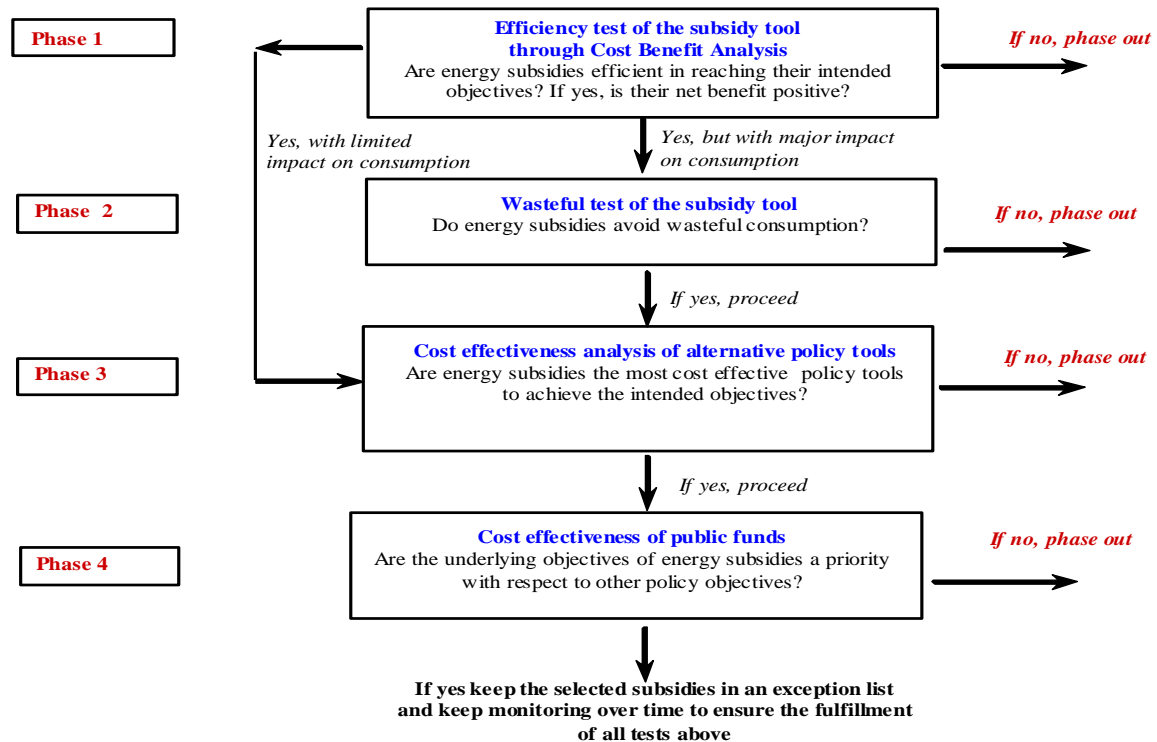 Phase 1
Efficiency test of the subsidy tool
through Cost Benefit Analysis
Are energy subsidies efficient in reaching their intended
objectives? If yes, is their net benefit positive?
If no, phase out
Yes, with limited
impact on consumption
Yes, but with major impact
on consumption
Phase 2
Wasteful test of the subsidy tool
Do energy subsidies avoid wasteful consumption?
If no, phase out
If yes, proceed
Phase 3
Cost effectiveness analysis of alternative policy tools
Are energy subsidies the most cost effective policy tools
to achieve the intended objectives?
If no, phase out
If yes, proceed
Phase 4
Cost effectiveness of public funds
Are the underlying objectives of energy subsidies a priority
with respect to other policy objectives?
If no, phase out
If yes keep the selected subsidies in an exception list
and keep monitoring over time to ensure the fulfillment
of all tests above